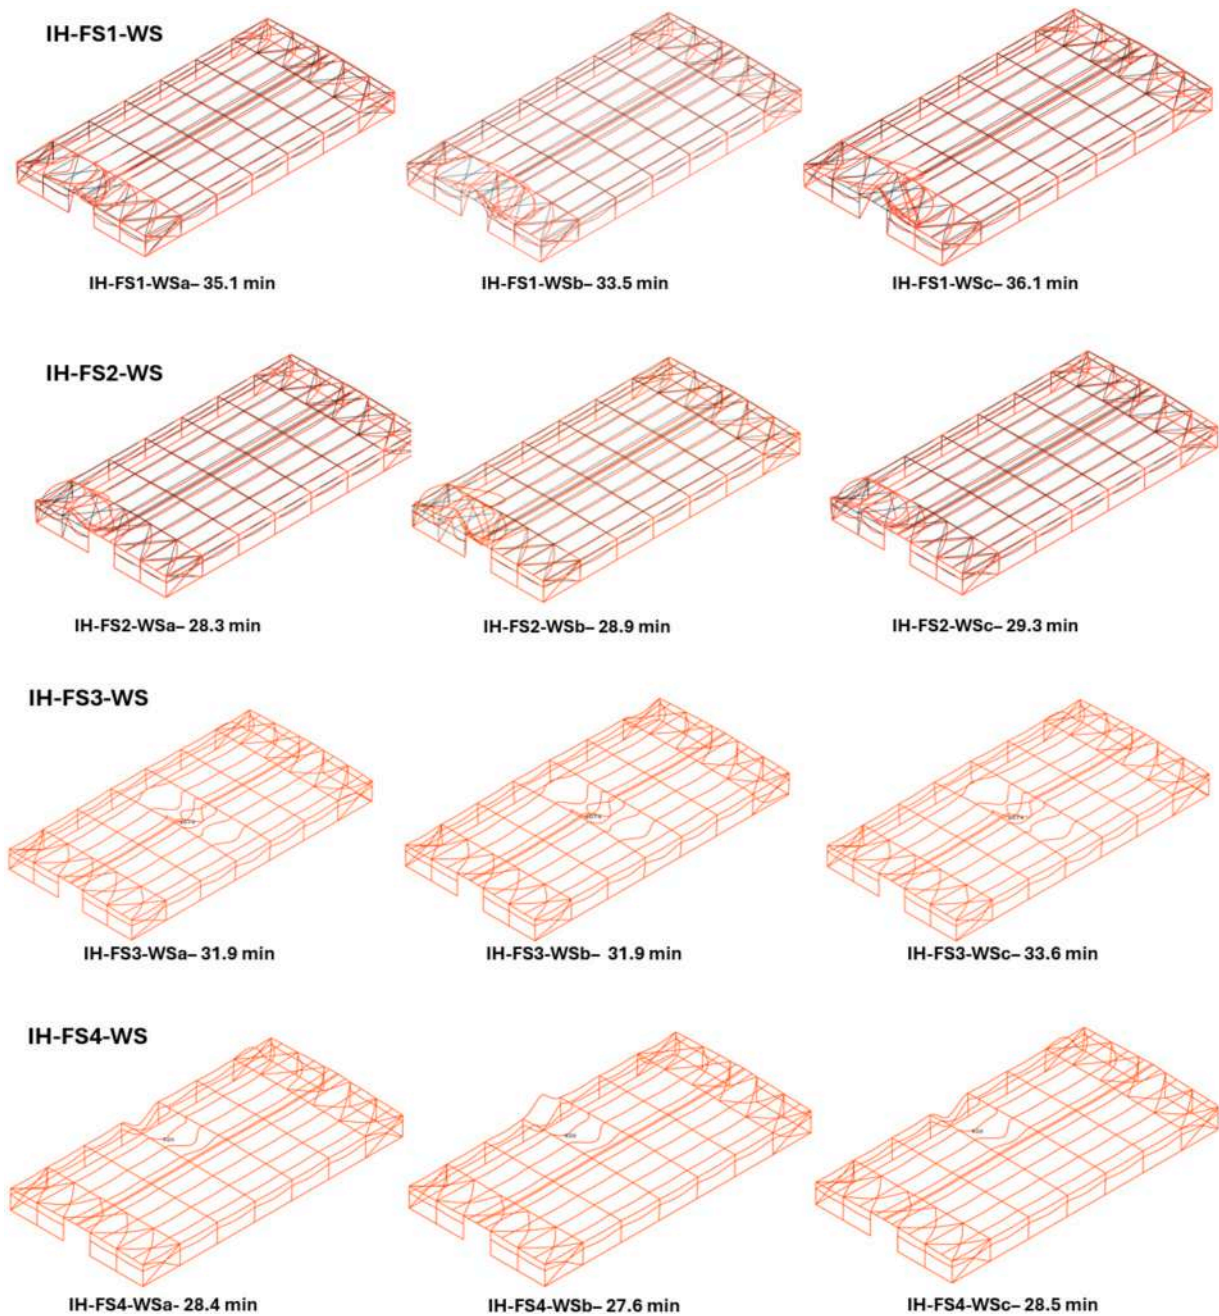 IH-FS1-WS
IH-FS1-WSa– 35.1 min
IH-FS1-WSb– 33.5 min
IH-FS1-WSc– 36.1 min
IH-FS2-WS
IH-FS2-WSa– 28.3 min
IH-FS2-WSb– 28.9 min
IH-FS2-WSc– 29.3 min
IH-FS3-WS
IH-FS3-WSa– 31.9 min
IH-FS3-WSb– 31.9 min
IH-FS3-WSc– 33.6 min
IH-FS4-WS
IH-FS4-WSa- 28.4 min
IH-FS4-WSb– 27.6 min
IH-FS4-WSc– 28.5 min